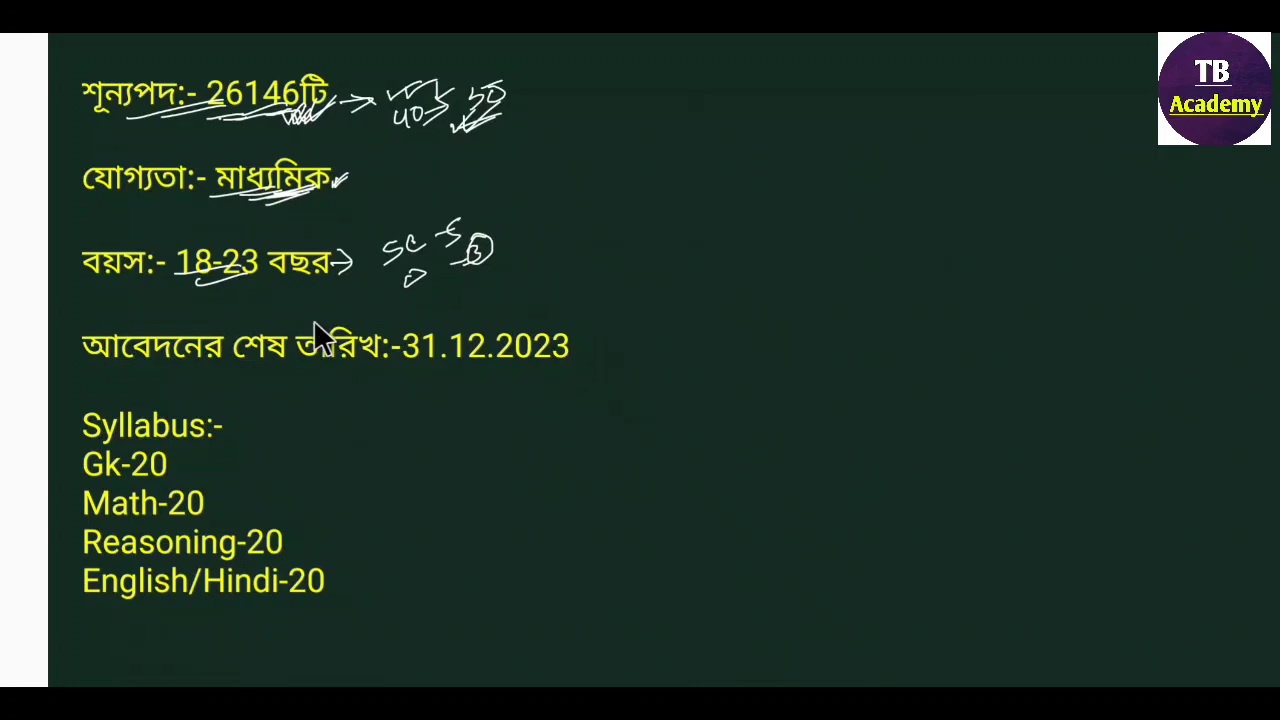 TB
Academy
শূন্যপদ:- 26146টি
যোগ্যতা:- মাধ্যমিক
বয়স:- 18-23 বছর
আবেদনের শেষ তারিখ:-31.12.2023
Syllabus:-
Gk-20
Math-20
Reasoning-20
English/Hindi-20